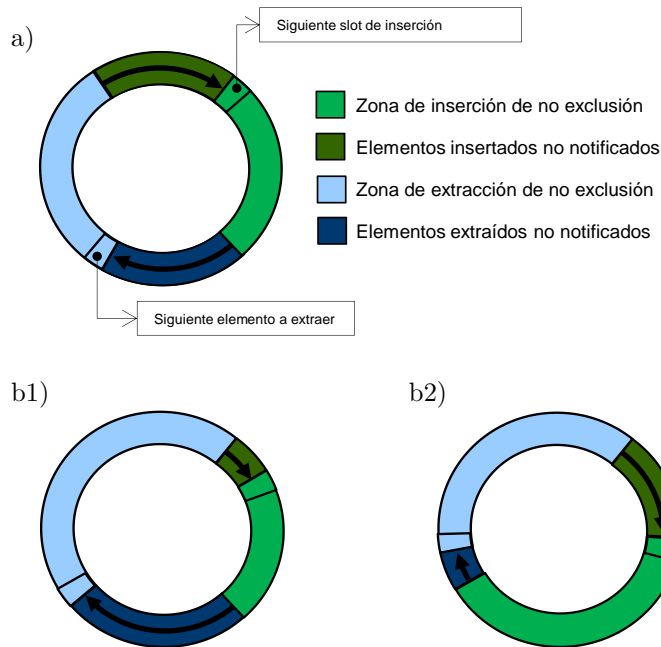 a)
Siguiente slot de inserción
Zona de inserción de no exclusión
Elementos insertados no notificados
Zona de extracción de no exclusión
Elementos extraídos no notificados
Siguiente elemento a extraer
b1)
b2)